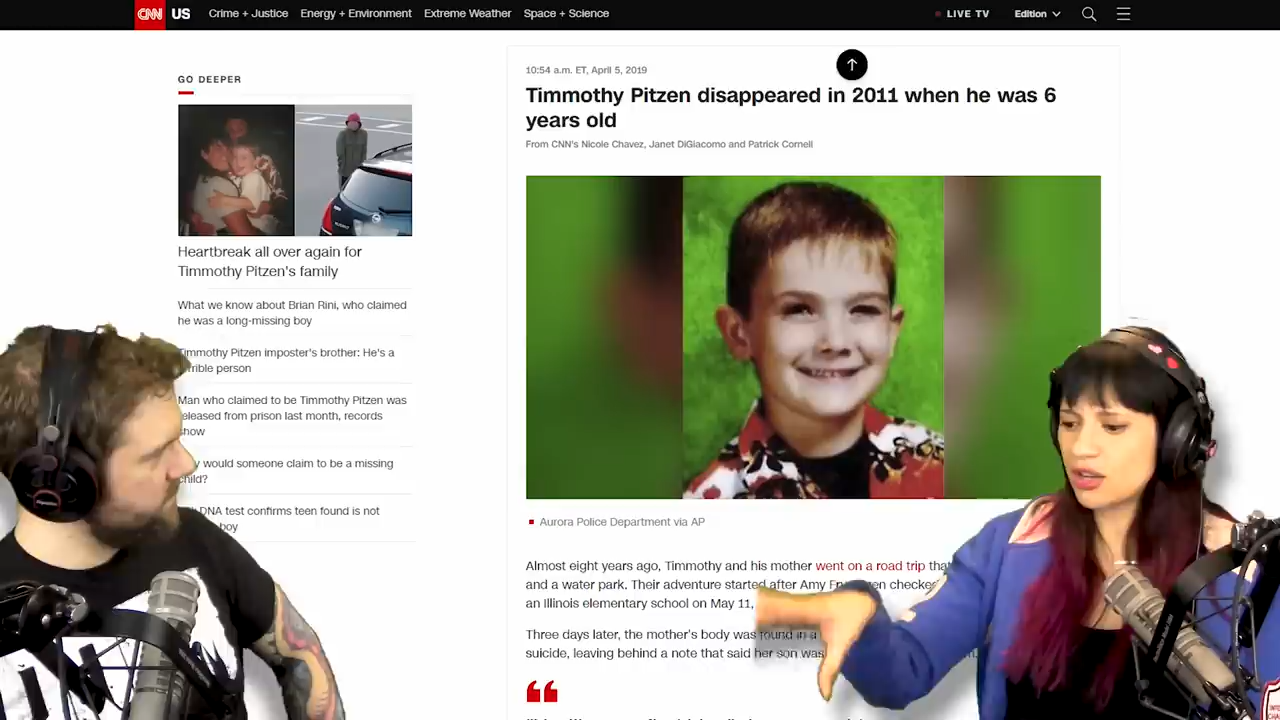 CNN US Crime + Justice Energy + Environment Extreme Weather Space + Science LIVE TV Edition
GO DEEPER
Heartbreak all over again for
Timmothy Pitzen's family
What we know about Brian Rini, who claimed
he was a long-missing boy
Timmothy Pitzen imposter's brother: He's a
terrible person
Man who claimed to be Timmothy Pitzen was
released from prison last month, records
show
would someone claim to be a missing
child?
DNA test confirms teen found is not
boy
10:54 a.m. ET, April 5, 2019
Timmothy Pitzen disappeared in 2011 when he was 6
years old
From CNN's Nicole Chavez, Janet DiGiacomo and Patrick Cornell
Aurora Police Department via AP
Almost eight years ago, Timmothy and his mother went on a road trip that
and a water park. Their adventure started after Amy
an Illinois elementary school on May 11,
Three days later, the mother's body was found in a
suicide, leaving behind a note that said her son was